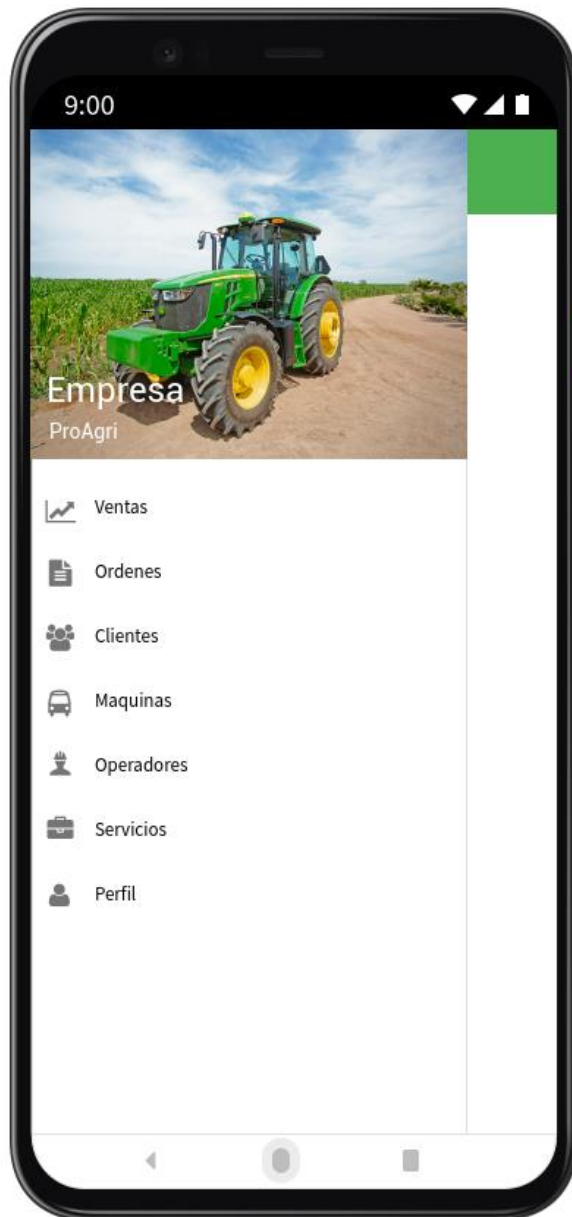 9:00
Empresa
ProAgri
Ventas
Ordenes
Clientes
Maquinas
Operadores
Servicios
Perfil